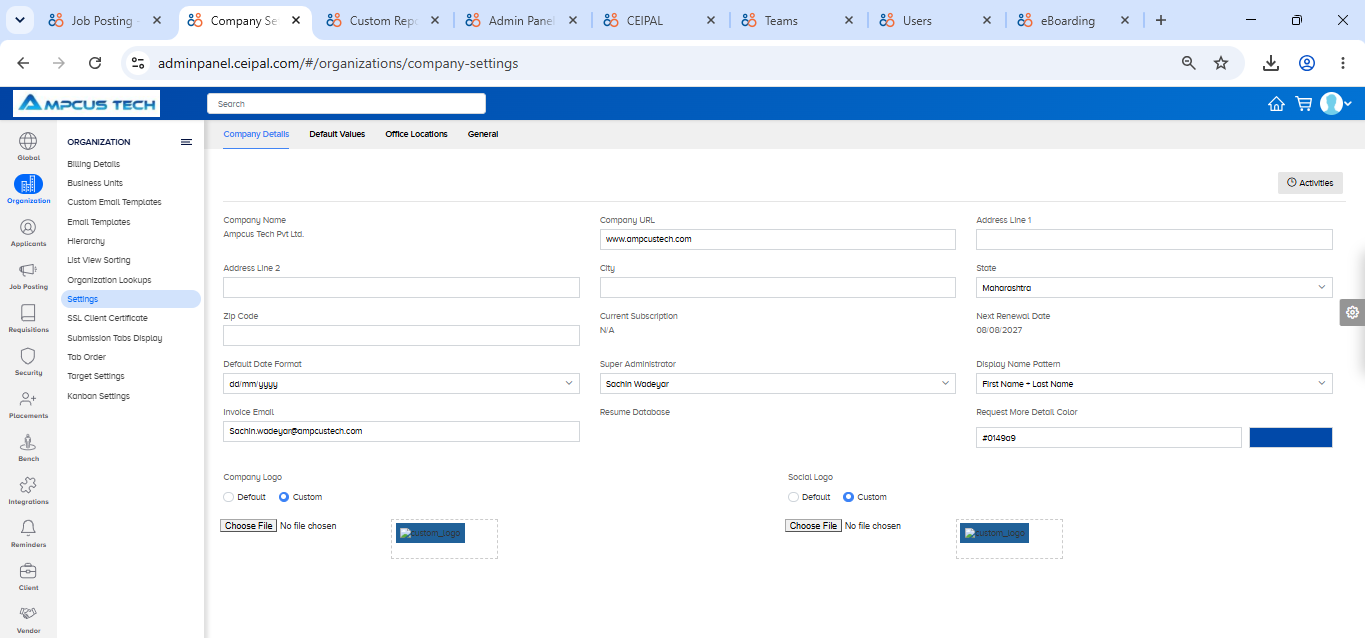 Job Posting -
Company Se
Custom Repo
Admin Panel
CEIPAL
Teams
Users
eBoarding
adminpanel.ceipal.com/#/organizations/company-settings
AMPCUS TECH
Search
Global
Organization
Applicants
Job Posting
Requisitions
Security
Placements
Bench
Integrations
Reminders
Client
Vendor
ORGANIZATION
Billing Details
Business Units
Custom Email Templates
Email Templates
Hierarchy
List View Sorting
Organization Lookups
Settings
SSL Client Certificate
Submission Tabs Display
Tab Order
Target Settings
Kanban Settings
Company Details Default Values Office Locations General
Activities
Company Name Company URL Address Line 1
Ampcus Tech Pvt Ltd. www.ampcustech.com
Address Line 2 City State
Maharashtra
Zip Code Current Subscription Next Renewal Date
N/A 08/08/2027
Default Date Format Super Administrator Display Name Pattern
dd/mm/yyyy Sachin Wadeyar First Name + Last Name
Invoice Email Resume Database Request More Detail Color
Sachin.wadeyar@ampcustech.com #0149a9
Company Logo Social Logo
Default Custom Default Custom
Choose File No file chosen custom_logo Choose File No file chosen custom_logo